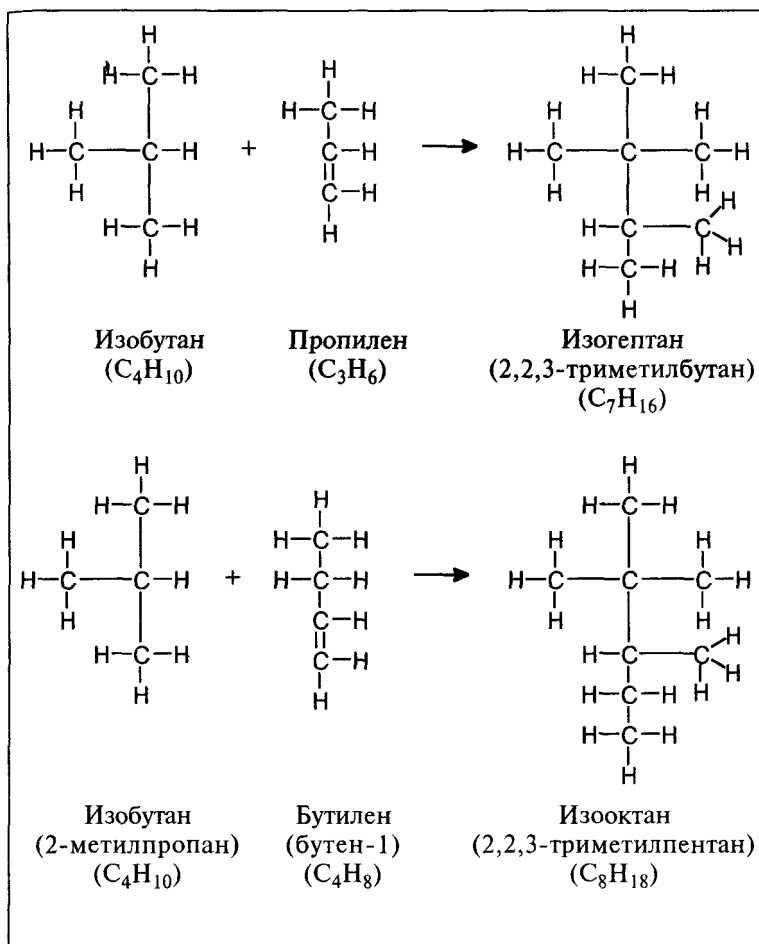 H H
H–C–H H H–C–H
H H–C–H H H
H–C–C–H + C–H → H–C–C–C–H
H C–H H H H
H–C–H H H–C–C H
H H–C–H H
H
Изобутан Пропилен Изогептан
(C₄H₁₀) (C₃H₆) (2,2,3-триметилбутан)
(C₇H₁₆)
H H
H–C–H H H–C–H
H H–C–H H H
H–C–C–H + H–C–H → H–C–C–C–H
H C–H H H H
H–C–H C–H H–C–C H
H H H–C–H H
H–C–H
H
Изобутан Бутилен Изооктан
(2-метилпропан) (бутен-1) (2,2,3-триметилпентан)
(C₄H₁₀) (C₄H₈) (C₈H₁₈)